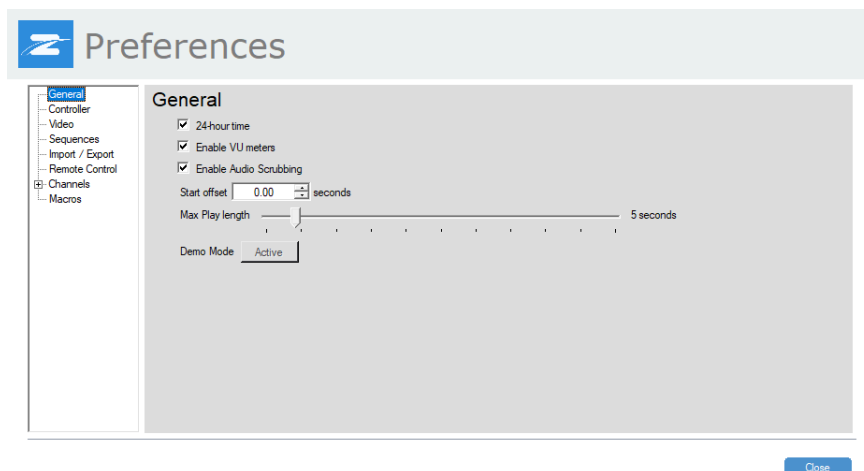 Preferences
General
Controller
Video
Sequences
Import / Export
Remote Control
Channels
Macros
General
24-hour time
Enable VU meters
Enable Audio Scrubbing
Start offset 0.00 seconds
Max Play length 5 seconds
Demo Mode Active
Close